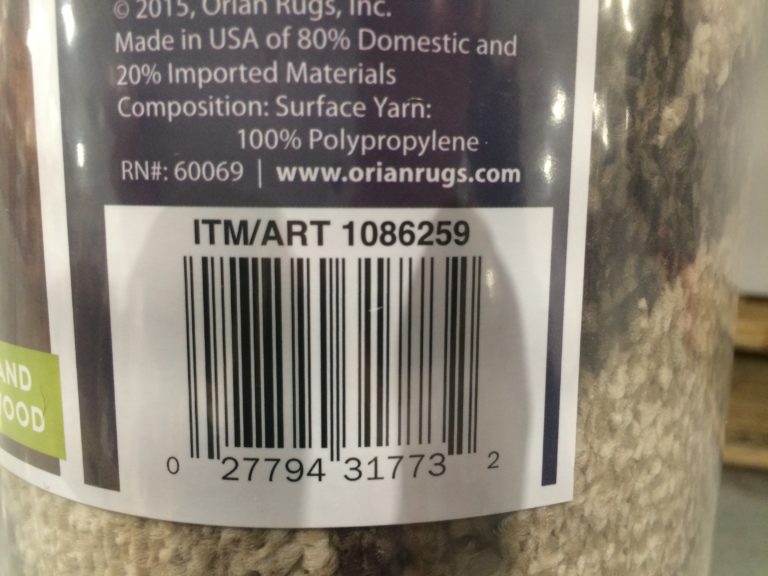 © 2015, Orian Rugs, Inc.
Made in USA of 80% Domestic and
20% Imported Materials
Composition: Surface Yarn:
100% Polypropylene
RN#: 60069 | www.orianrugs.com
ITM/ART 1086259
0 27794 31773 2
AND
OOD